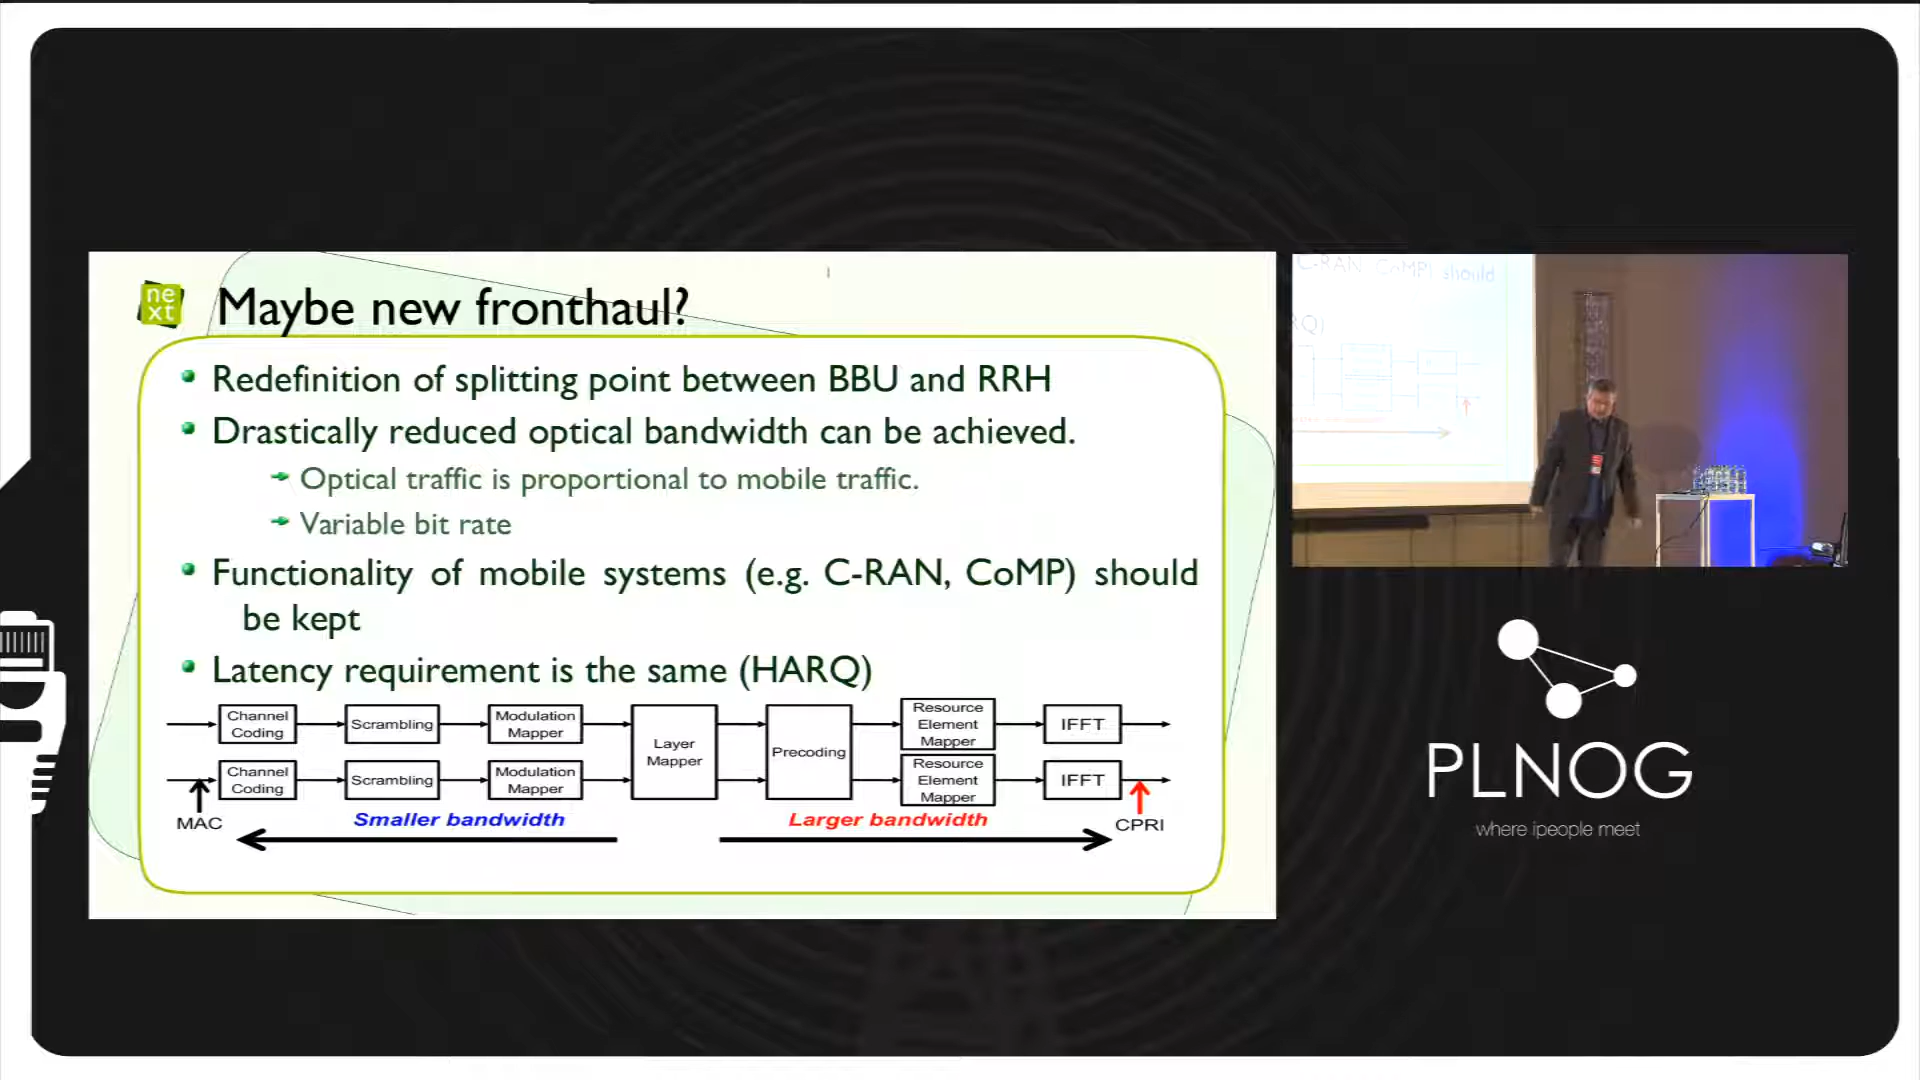 ne
xt
Maybe new fronthaul?
Redefinition of splitting point between BBU and RRH
Drastically reduced optical bandwidth can be achieved.
Optical traffic is proportional to mobile traffic.
Variable bit rate
Functionality of mobile systems (e.g. C-RAN, CoMP) should
be kept
Latency requirement is the same (HARQ)
Channel
Coding
Scrambling
Modulation
Mapper
Layer
Mapper
Precoding
Resource
Element
Mapper
IFFT
Channel
Coding
Scrambling
Modulation
Mapper
Resource
Element
Mapper
IFFT
MAC
Smaller bandwidth
Larger bandwidth
CPRI
C-RAN, CoMP) should
RQ)
PLNOG
where ipeople meet